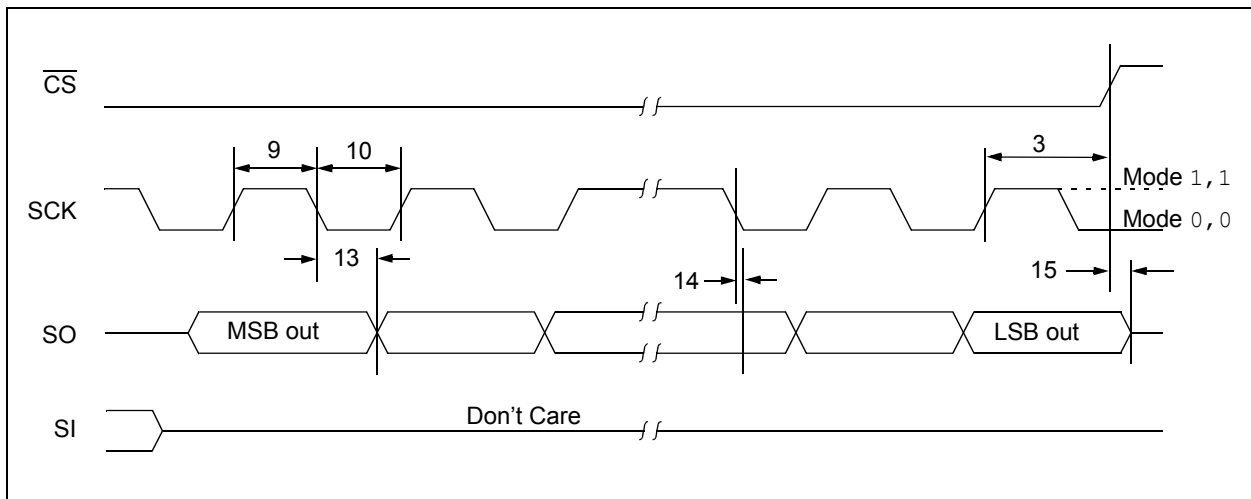 CS
9
10
3
SCK
Mode 1,1
Mode 0,0
13
14
15
SO
MSB out
LSB out
SI
Don't Care